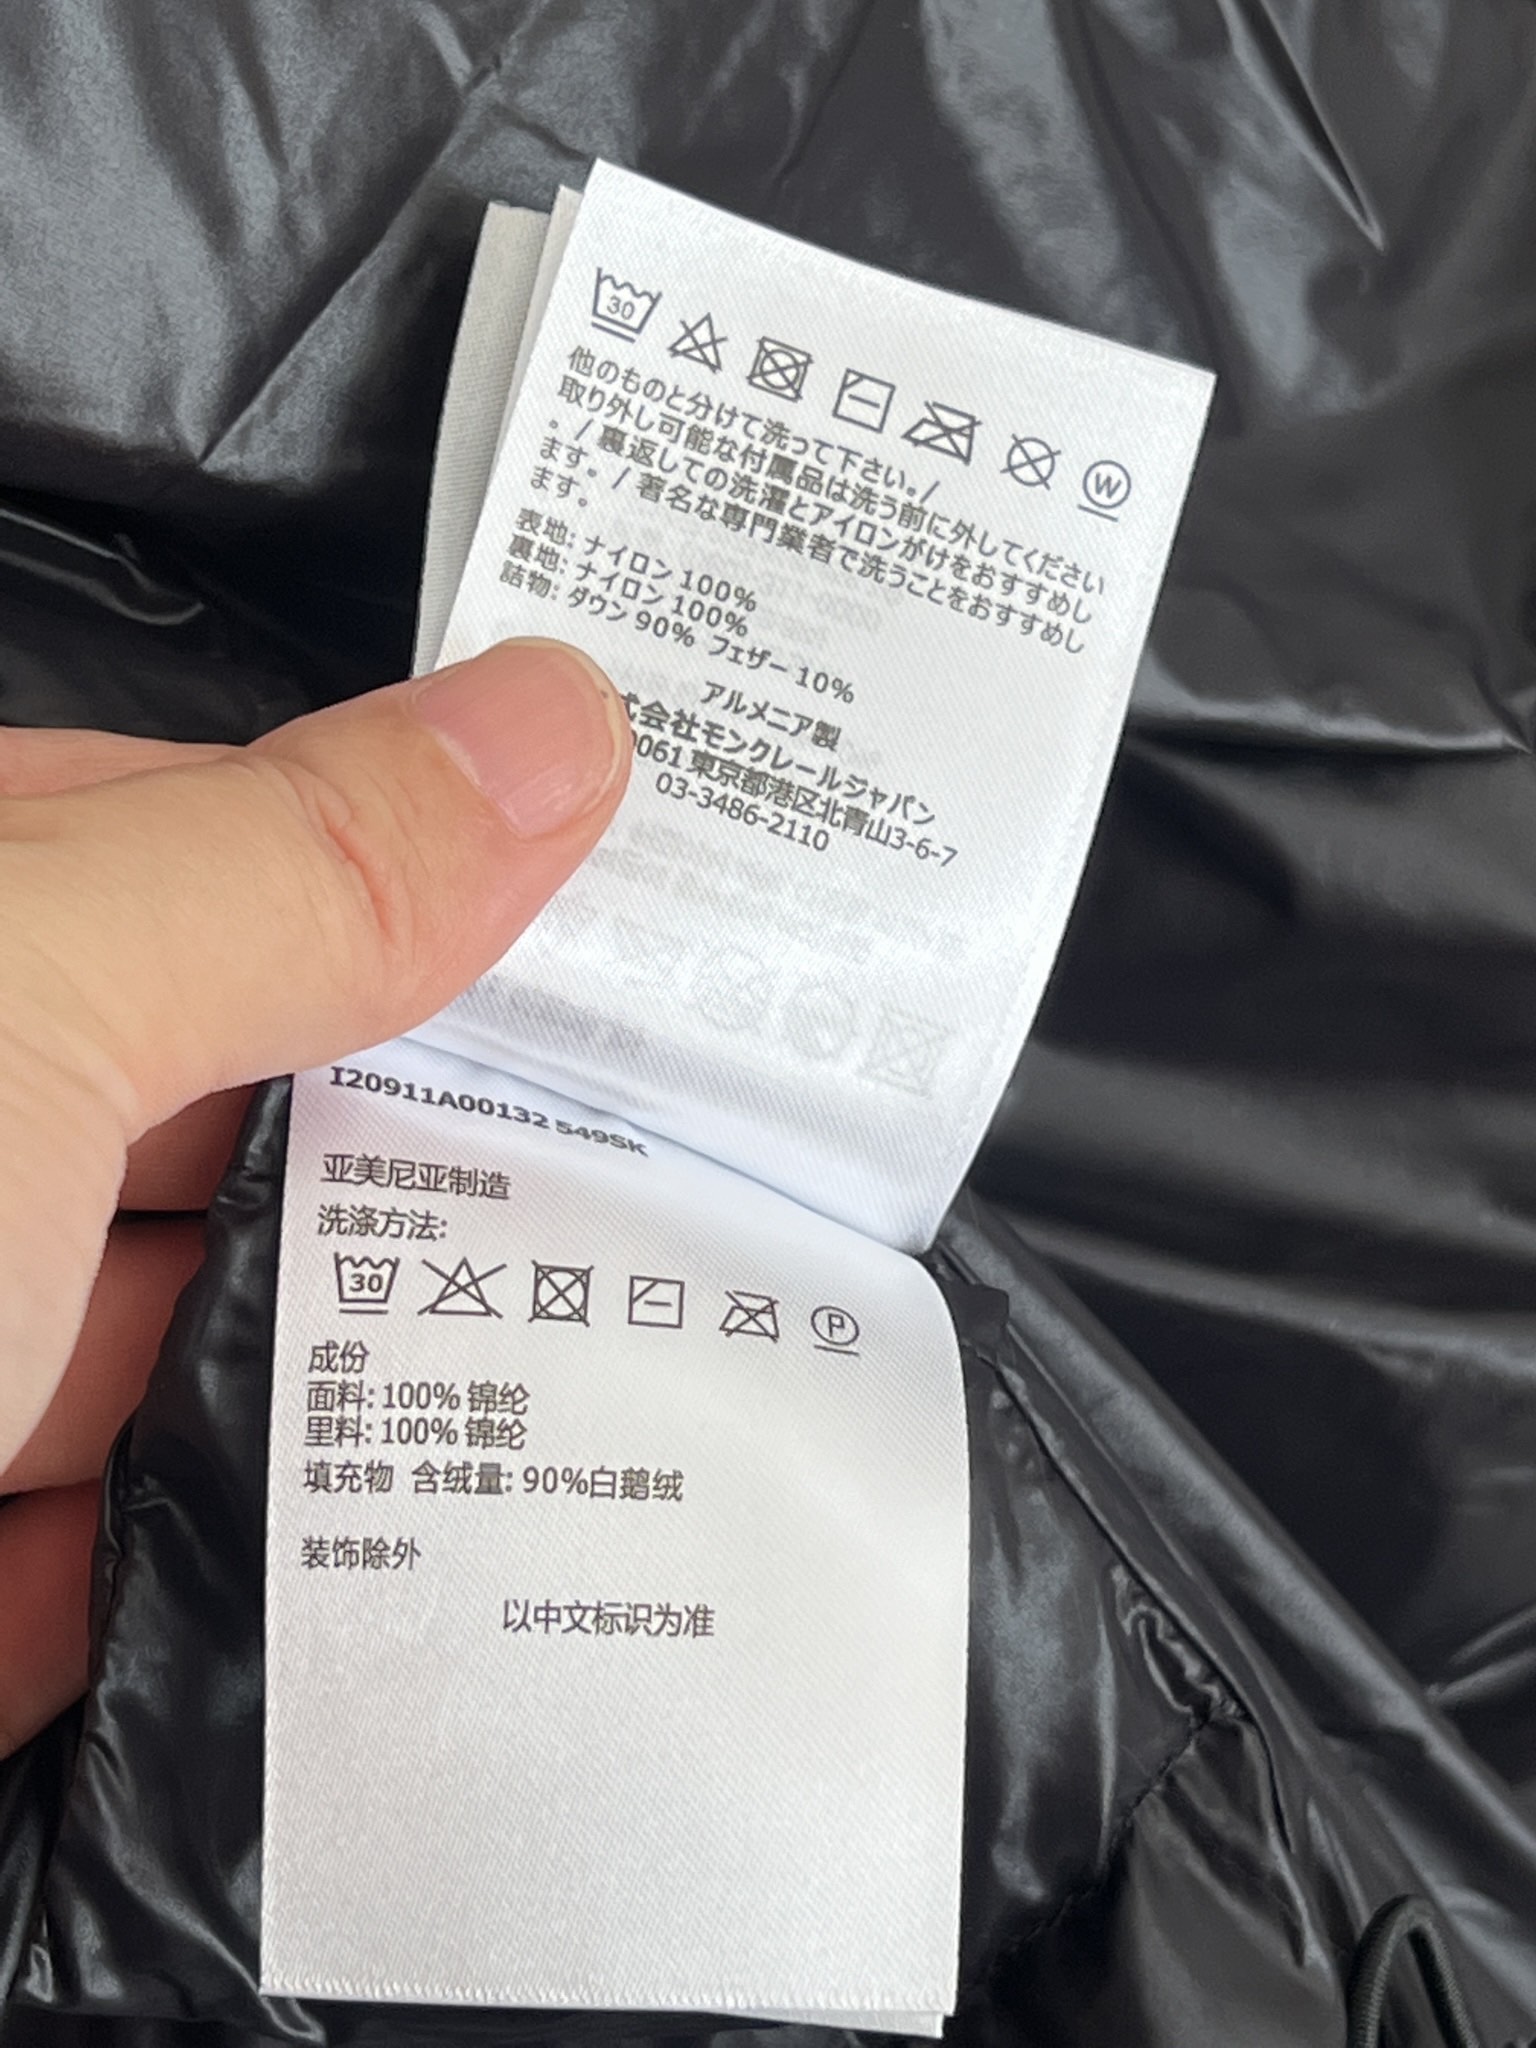 30
W
他のものと分けて洗って下さい。/
取り外し可能な付属品は洗う前に外してください
。/ 裏返しての洗濯とアイロンがけをおすすめし
ます。/ 著名な専門業者で洗うことをおすすめし
ます。
表地: ナイロン 100%
裏地: ナイロン 100%
詰物: ダウン 90% フェザー 10%
アルメニア製
式会社モンクレールジャパン
0061 東京都港区北青山3-6-7
03-3486-2110
I20911A00132 549SK
亚美尼亚制造
洗涤方法:
30
P
成份
面料: 100% 锦纶
里料: 100% 锦纶
填充物 含绒量: 90%白鹅绒
装饰除外
以中文标识为准